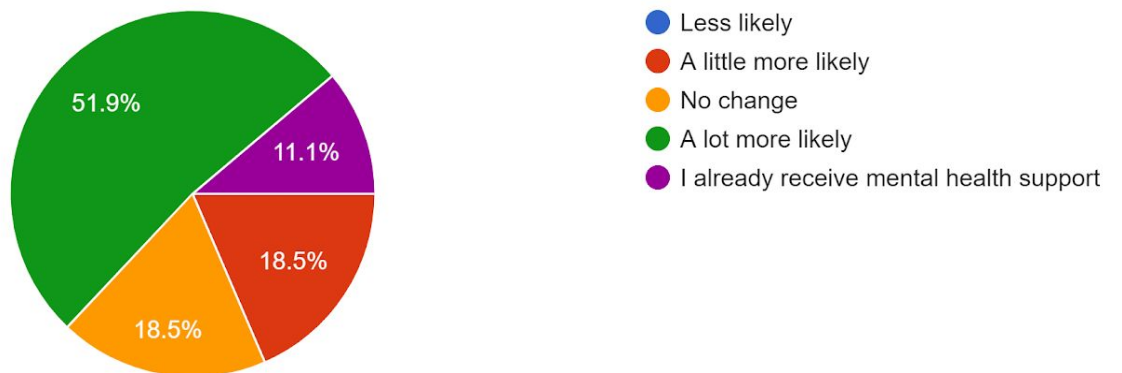 51.9%
11.1%
18.5%
18.5%
Less likely
A little more likely
No change
A lot more likely
I already receive mental health support